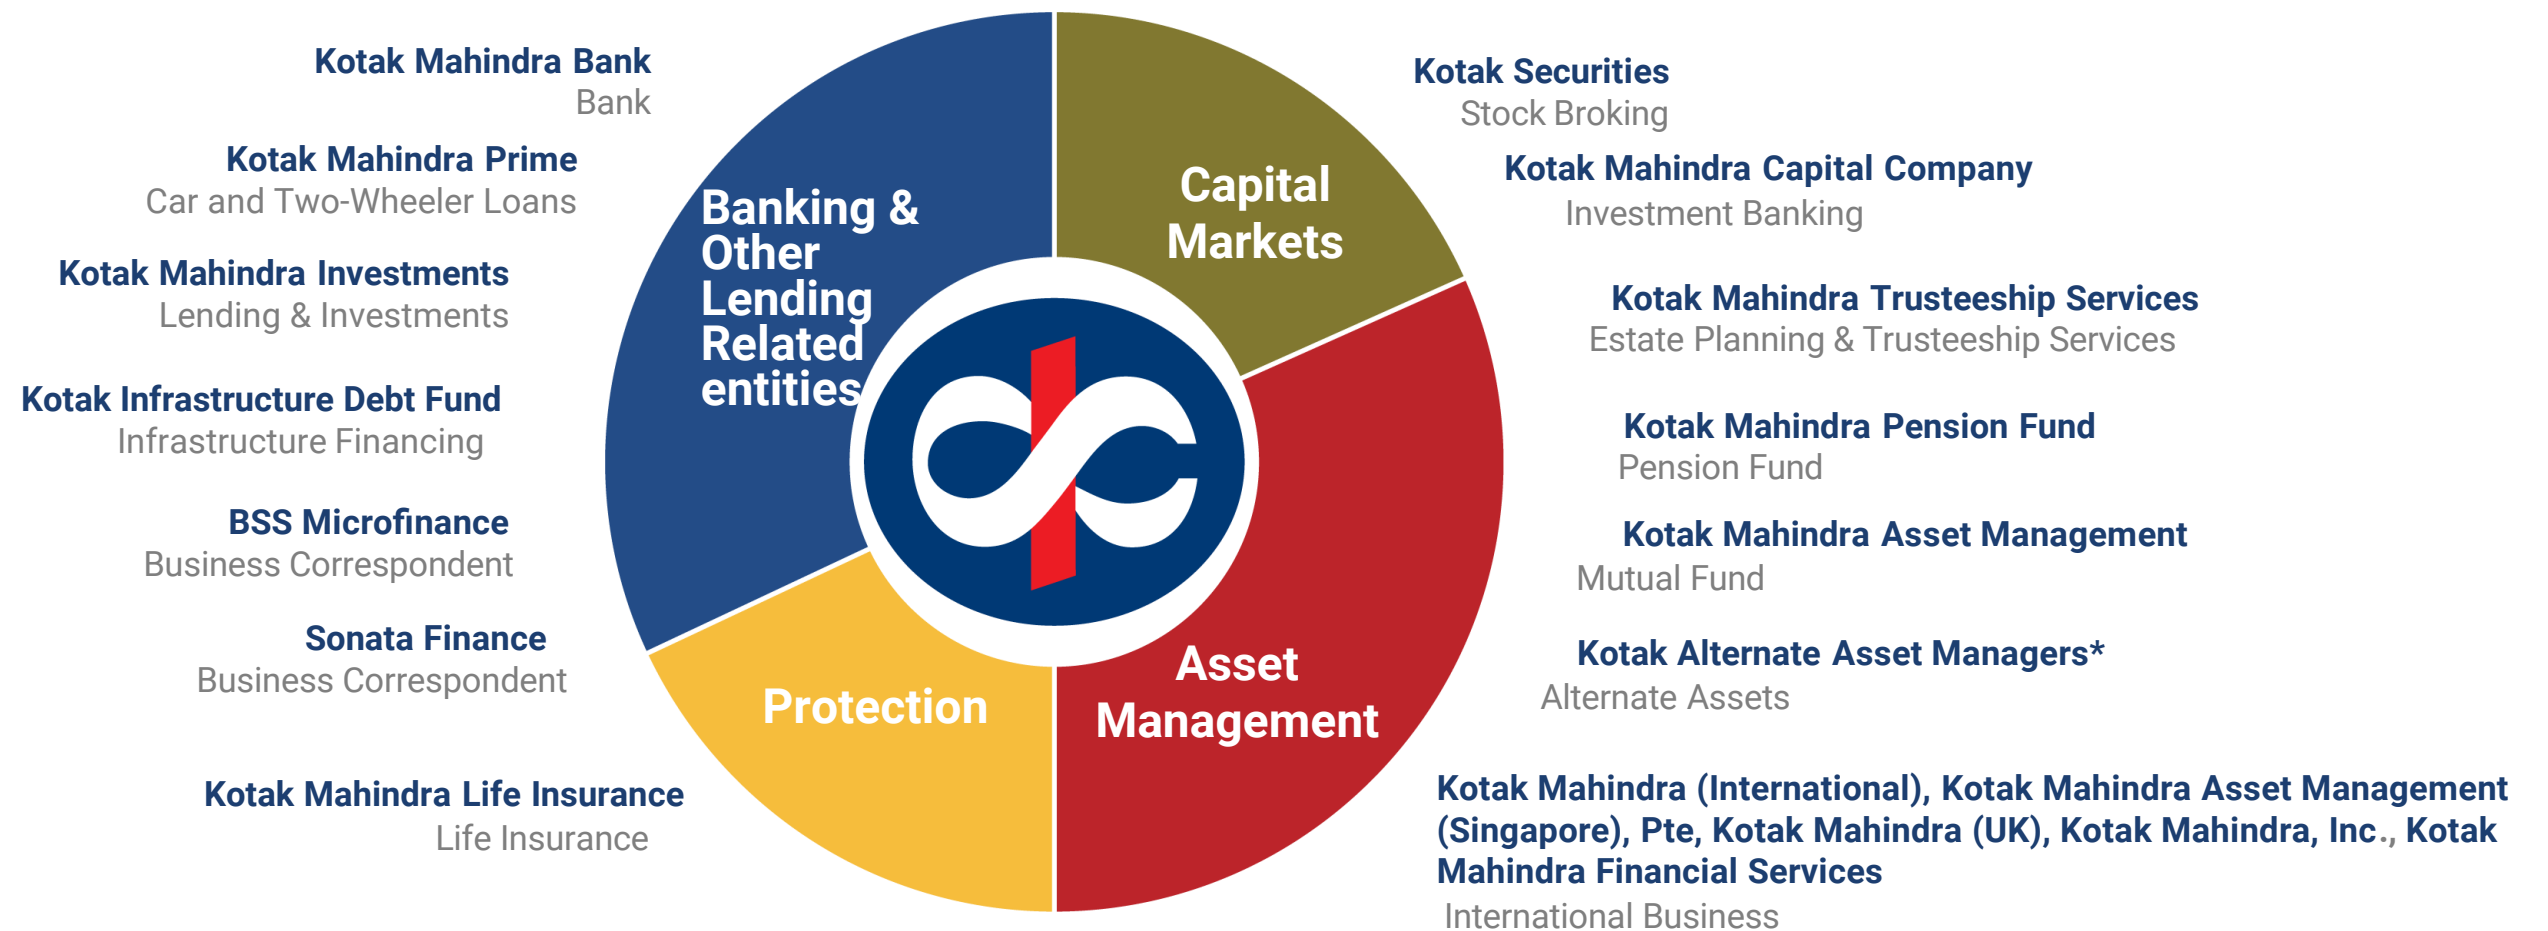 Kotak Mahindra Bank
Bank
Kotak Mahindra Prime
Car and Two-Wheeler Loans
Kotak Mahindra Investments
Lending & Investments
Kotak Infrastructure Debt Fund
Infrastructure Financing
BSS Microfinance
Business Correspondent
Sonata Finance
Business Correspondent
Kotak Mahindra Life Insurance
Life Insurance
Banking &
Other
Lending
Related
entities
Protection
Capital
Markets
Asset
Management
Kotak Securities
Stock Broking
Kotak Mahindra Capital Company
Investment Banking
Kotak Mahindra Trusteeship Services
Estate Planning & Trusteeship Services
Kotak Mahindra Pension Fund
Pension Fund
Kotak Mahindra Asset Management
Mutual Fund
Kotak Alternate Asset Managers*
Alternate Assets
Kotak Mahindra (International), Kotak Mahindra Asset Management
(Singapore), Pte, Kotak Mahindra (UK), Kotak Mahindra, Inc., Kotak
Mahindra Financial Services
International Business